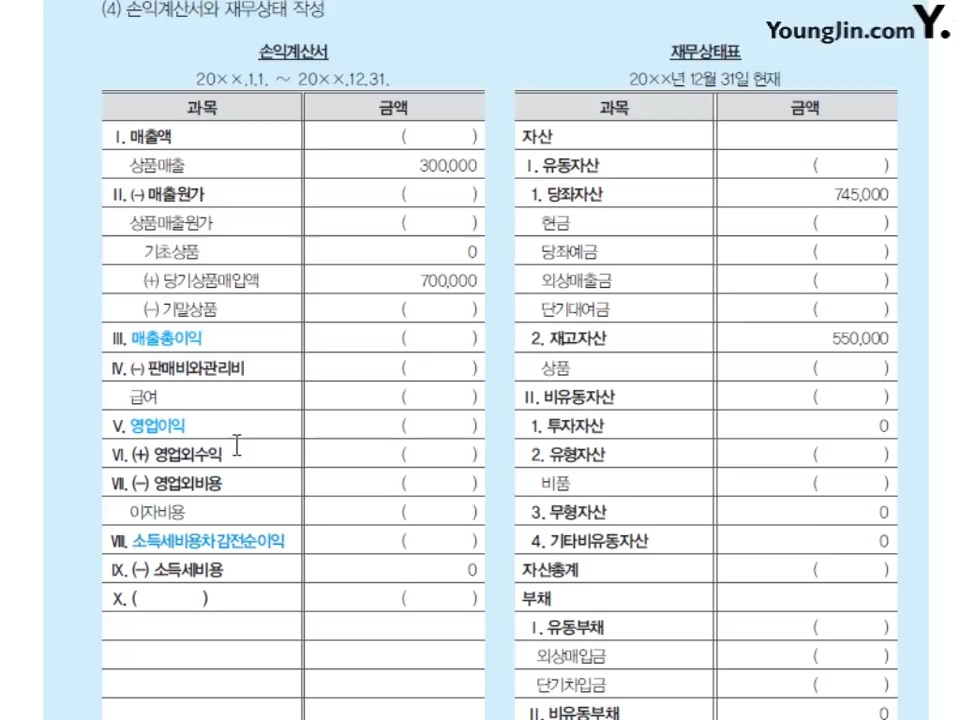 (4) 손익계산서와 재무상태 작성
YoungJin.com Y.
손익계산서
20××.1.1. ~ 20××.12.31.
과목 금액
Ⅰ. 매출액 ( )
상품매출 300,000
Ⅱ. (-) 매출원가 ( )
상품매출원가 ( )
기초상품 0
(+) 당기상품매입액 700,000
(-) 기말상품 ( )
Ⅲ. 매출총이익 ( )
Ⅳ. (-) 판매비와관리비 ( )
급여 ( )
Ⅴ. 영업이익 ( )
Ⅵ. (+) 영업외수익 ( )
Ⅶ. (-) 영업외비용 ( )
이자비용 ( )
Ⅷ. 소득세비용차감전순이익 ( )
Ⅸ. (-) 소득세비용 0
Ⅹ. ( ) ( )
재무상태표
20××년 12월 31일 현재
과목 금액
자산
Ⅰ. 유동자산 ( )
1. 당좌자산 745,000
현금 ( )
당좌예금 ( )
외상매출금 ( )
단기대여금 ( )
2. 재고자산 550,000
상품 ( )
Ⅱ. 비유동자산 ( )
1. 투자자산 0
2. 유형자산 ( )
비품 ( )
3. 무형자산 0
4. 기타비유동자산 0
자산총계 ( )
부채
Ⅰ. 유동부채 ( )
외상매입금 ( )
단기차입금 ( )
Ⅱ. 비유동부채 0